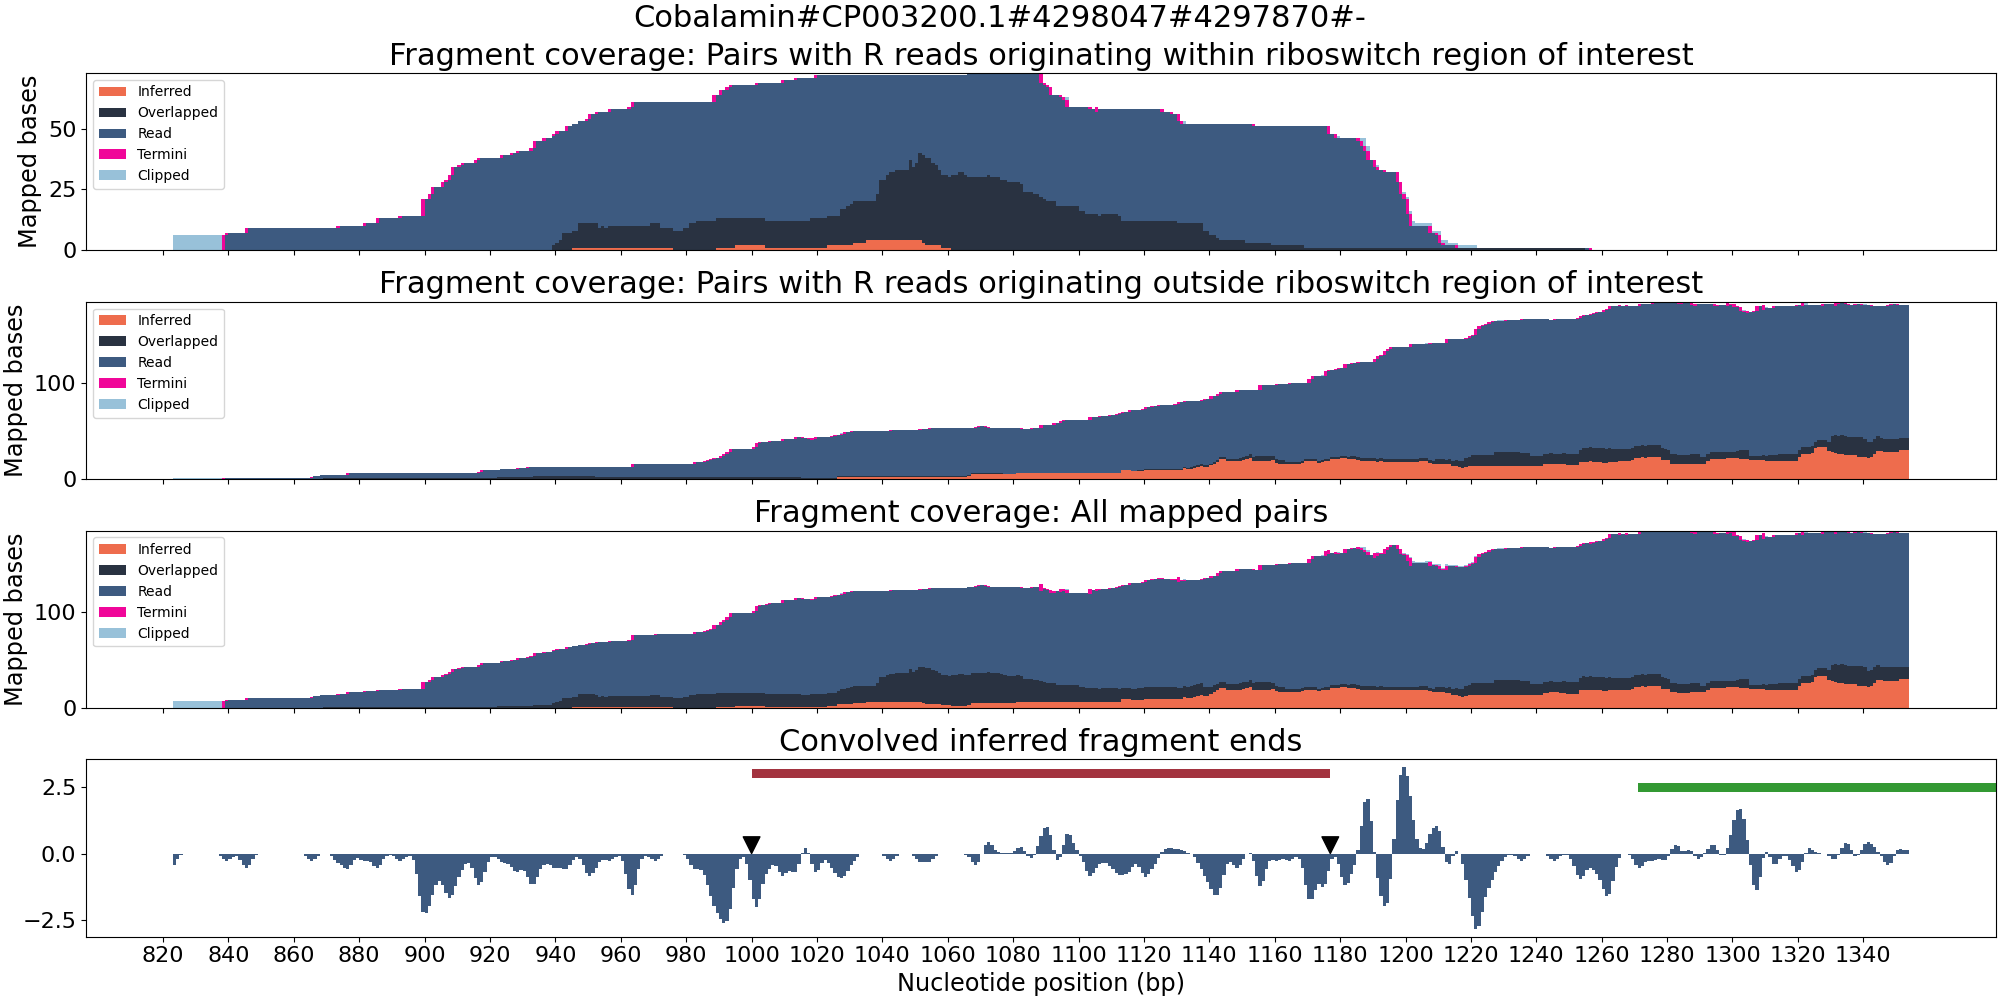 Cobalamin#CP003200.1#4298047#4297870#-
Fragment coverage: Pairs with R reads originating within riboswitch region of interest
Mapped bases
50
25
0
Inferred
Overlapped
Read
Termini
Clipped
Fragment coverage: Pairs with R reads originating outside riboswitch region of interest
Mapped bases
100
0
Inferred
Overlapped
Read
Termini
Clipped
Fragment coverage: All mapped pairs
Mapped bases
100
0
Inferred
Overlapped
Read
Termini
Clipped
Convolved inferred fragment ends
2.5
0.0
−2.5
820 840 860 880 900 920 940 960 980 1000 1020 1040 1060 1080 1100 1120 1140 1160 1180 1200 1220 1240 1260 1280 1300 1320 1340
Nucleotide position (bp)